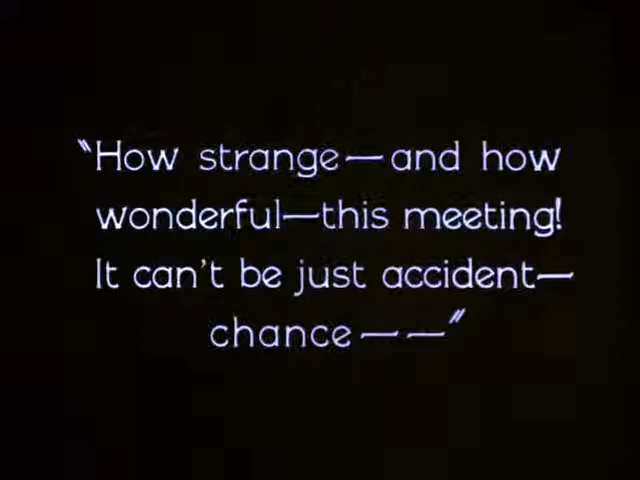 "How strange—and how
wonderful—this meeting!
It can't be just accident—
chance — —"